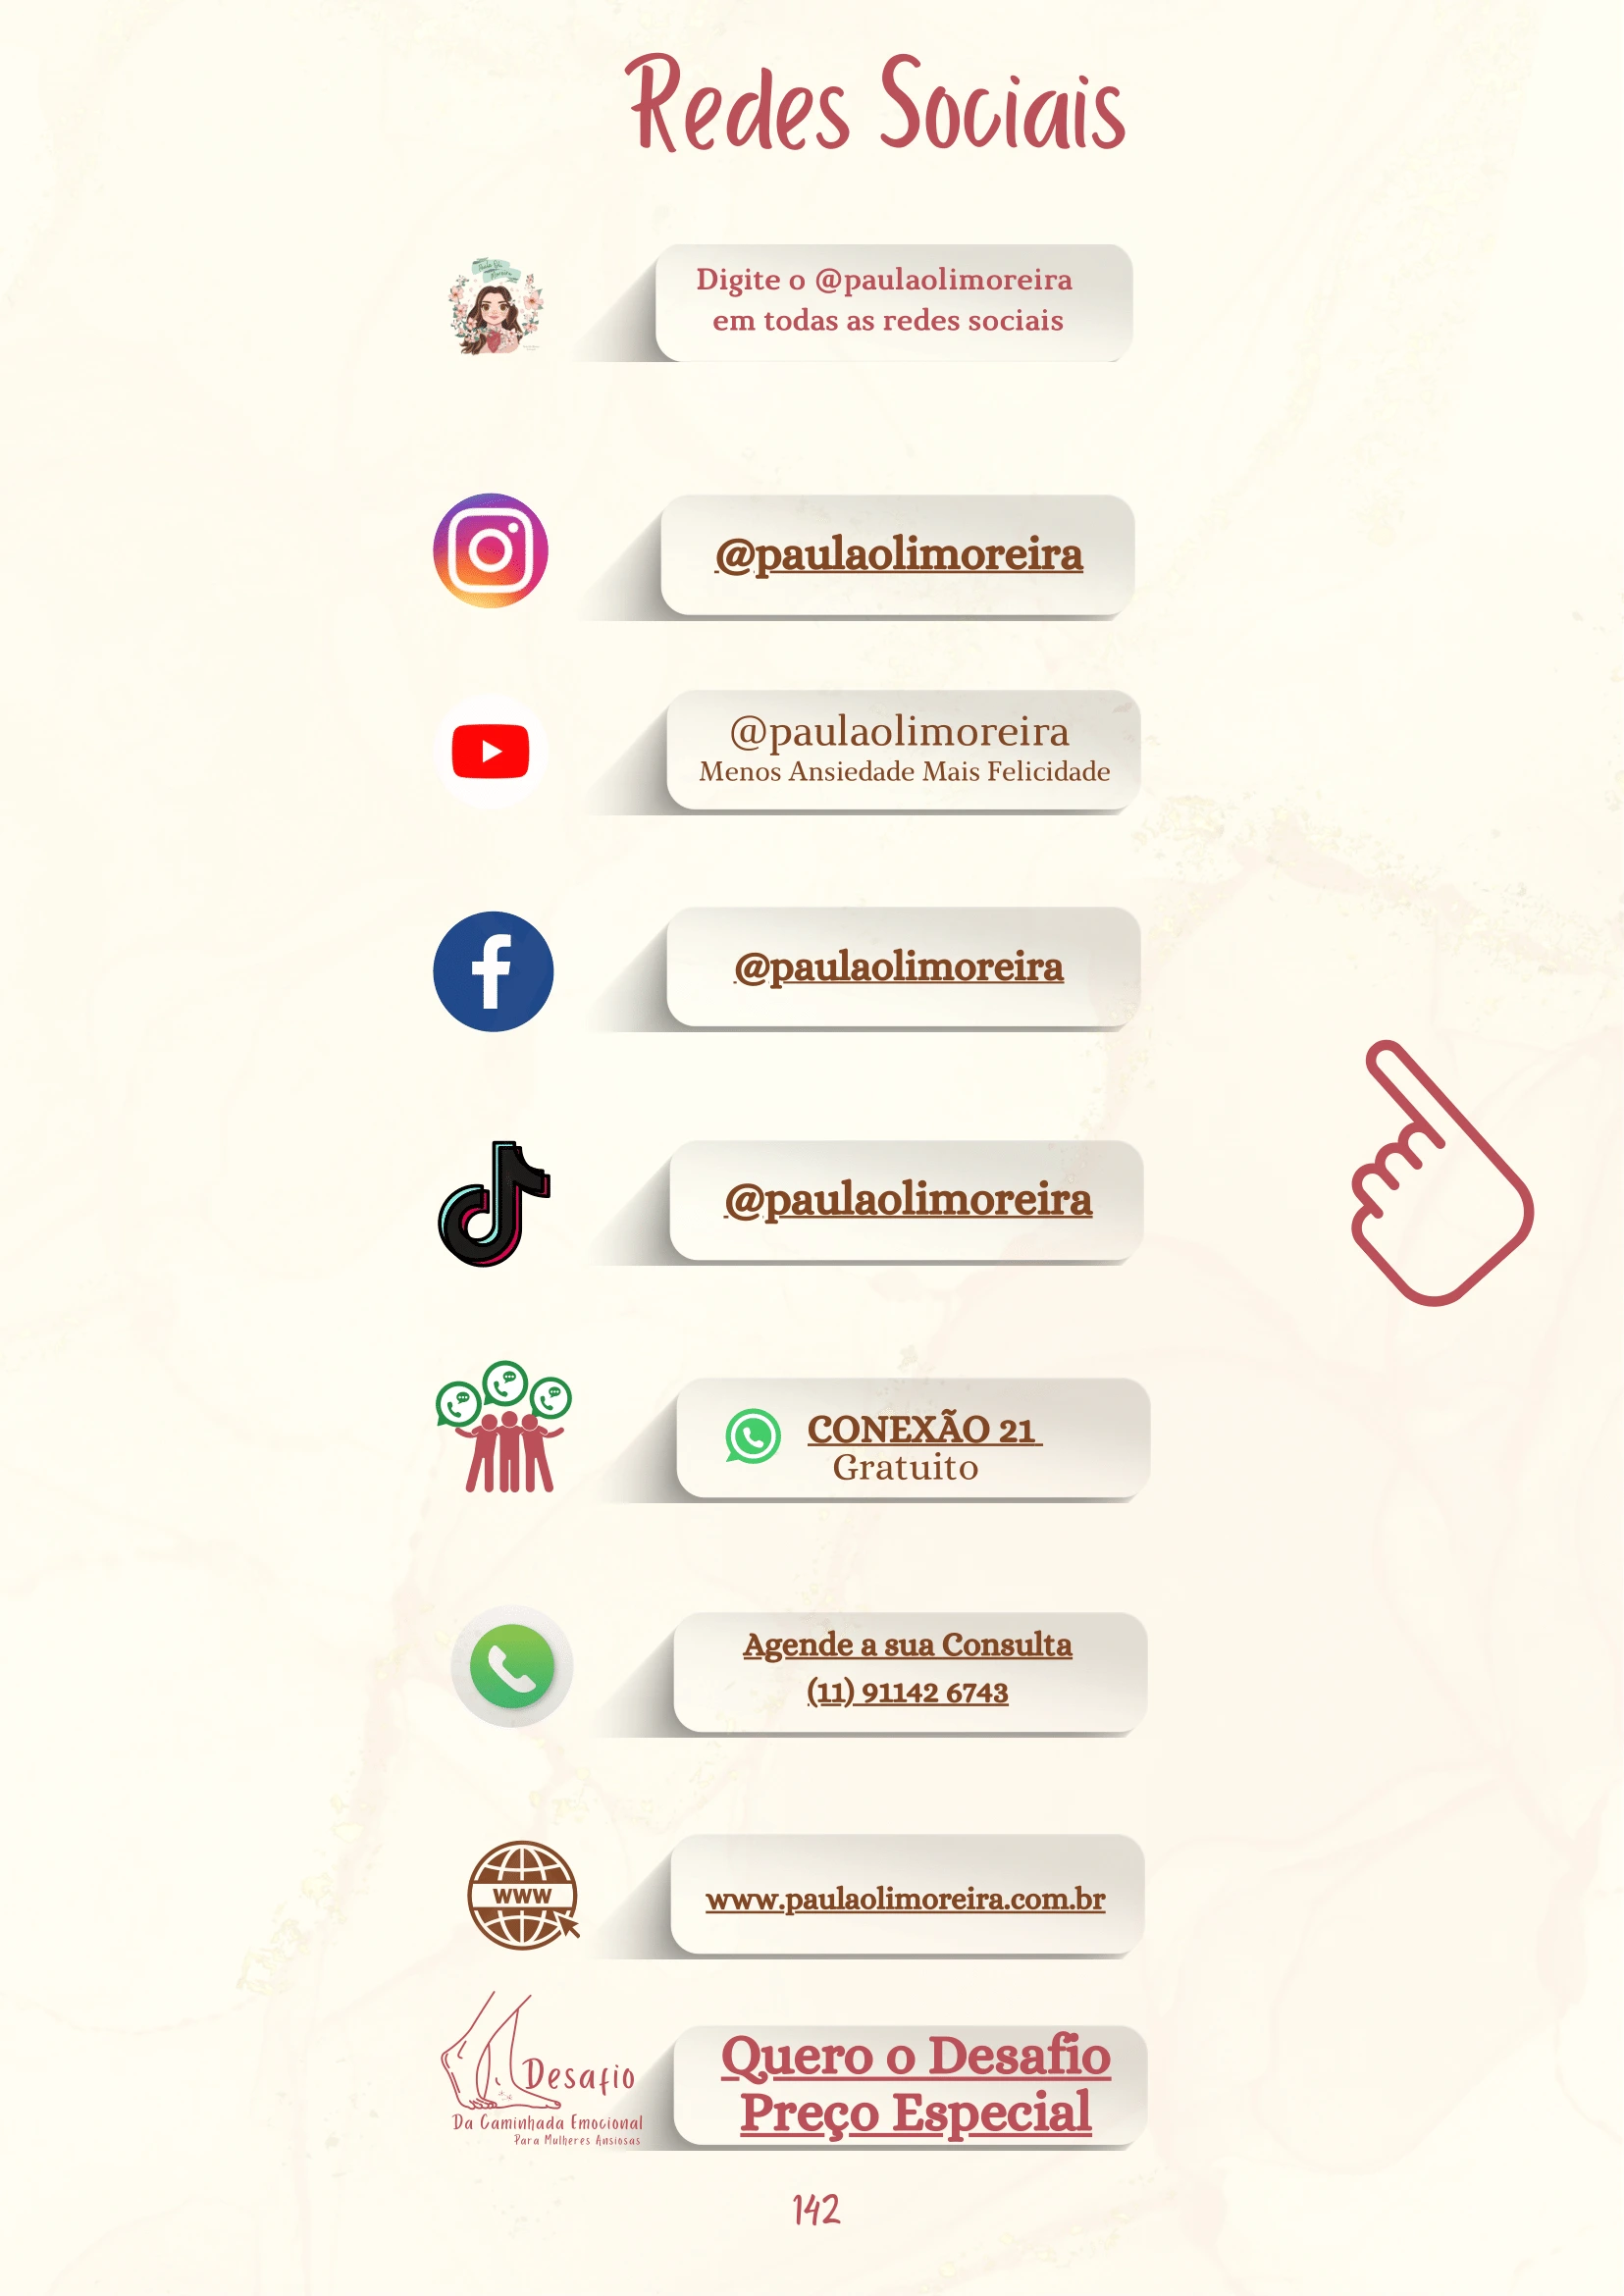 Redes Sociais
Digite o @paulaolimoreira
em todas as redes sociais
@paulaolimoreira
@paulaolimoreira
Menos Ansiedade Mais Felicidade
@paulaolimoreira
@paulaolimoreira
CONEXÃO 21
Gratuito
Agende a sua Consulta
(11) 91142 6743
www
www.paulaolimoreira.com.br
Desafio
Da Caminhada Emocional
Para Mulheres Ansiosas
Quero o Desafio
Preço Especial
142